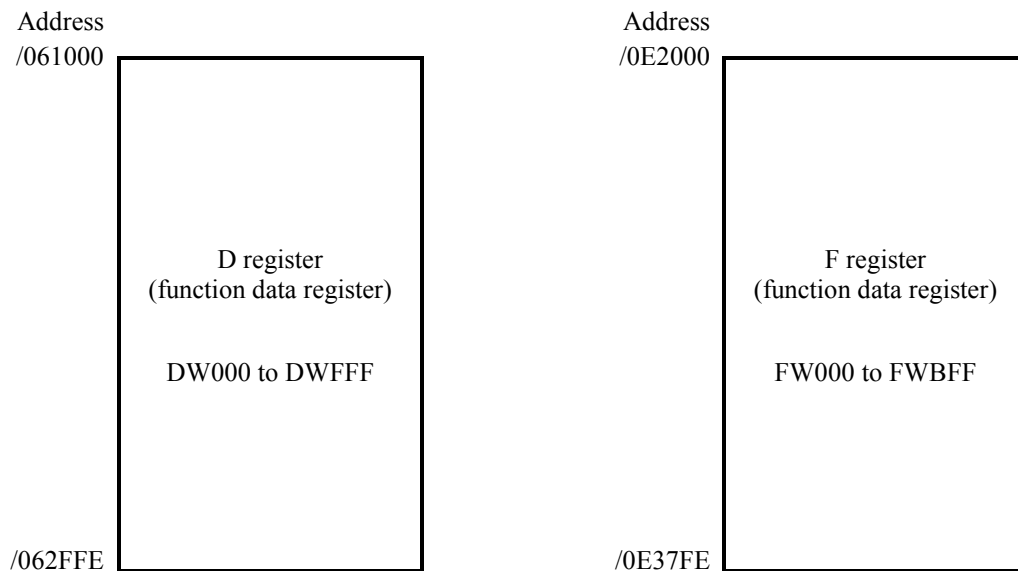 Address
/061000
D register
(function data register)
DW000 to DWFFF
/062FFE
Address
/0E2000
F register
(function data register)
FW000 to FWBFF
/0E37FE